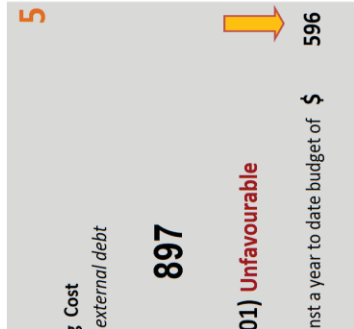 5
g Cost
external debt
897
01) Unfavourable
nst a year to date budget of $ 596